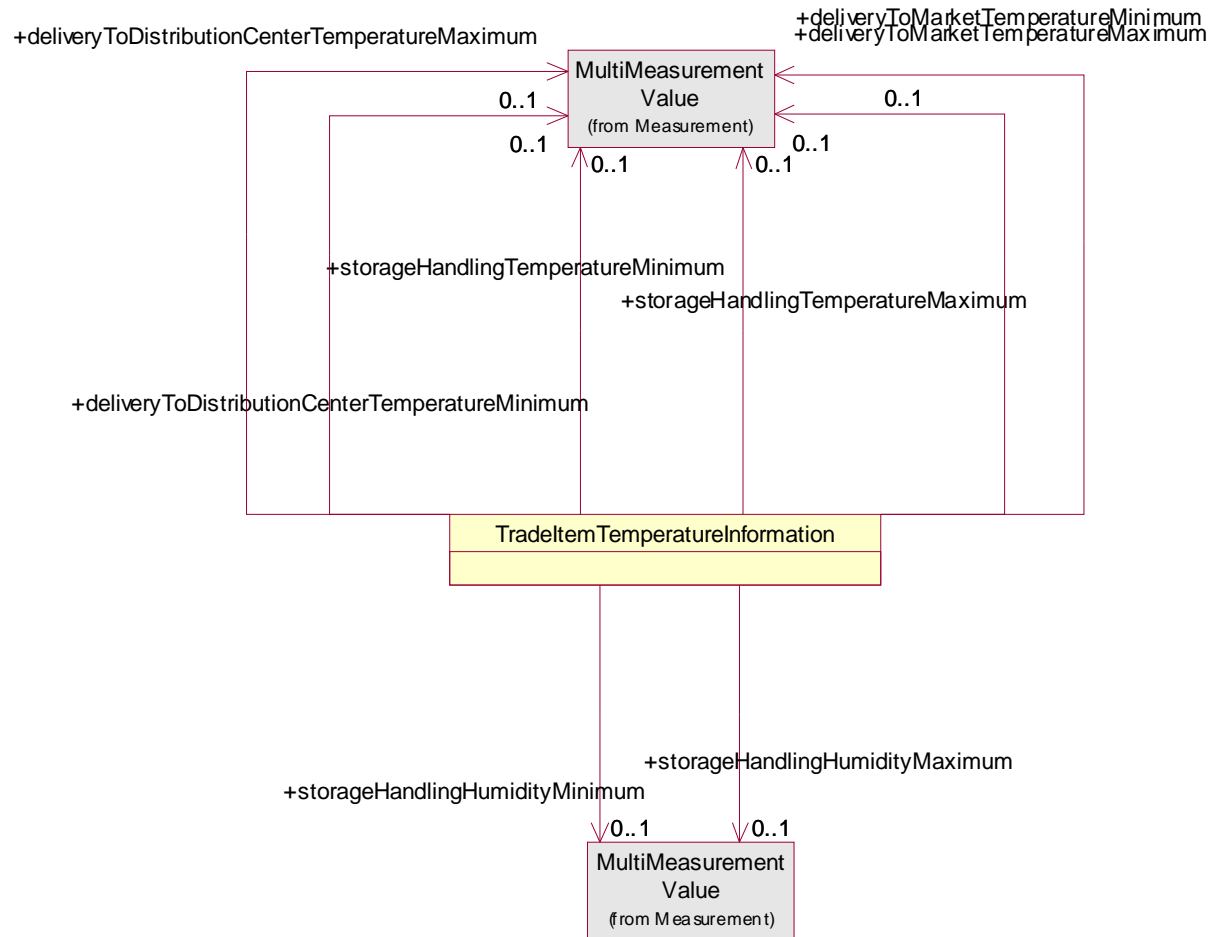 +deliveryToMarketTemperatureMinimum
+deliveryToDistributionCenterTemperatureMaximum
+deliveryToMarketTemperatureMaximum
MultiMeasurement
Value
(from Measurement)
0..1
0..1
0..1
0..1
0..1
0..1
+storageHandlingTemperatureMinimum
+storageHandlingTemperatureMaximum
+deliveryToDistributionCenterTemperatureMinimum
TradeItemTemperatureInformation
+storageHandlingHumidityMaximum
+storageHandlingHumidityMinimum
0..1
0..1
MultiMeasurement
Value
(from Measurement)